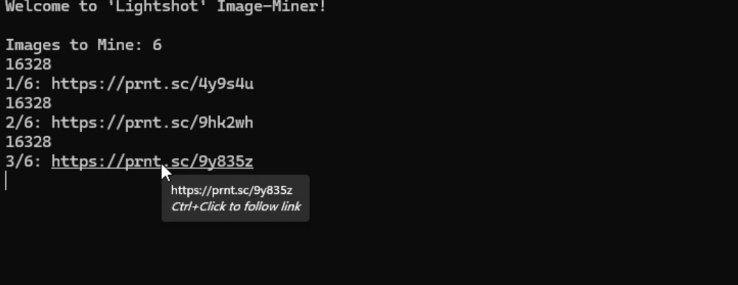 Welcome to 'Lightshot' Image-Miner!
Images to Mine: 6
16328
1/6: https://prnt.sc/4y9s4u
16328
2/6: https://prnt.sc/9hk2wh
16328
3/6: https://prnt.sc/9y835z
https://prnt.sc/9y835z
Ctrl+Click to follow link